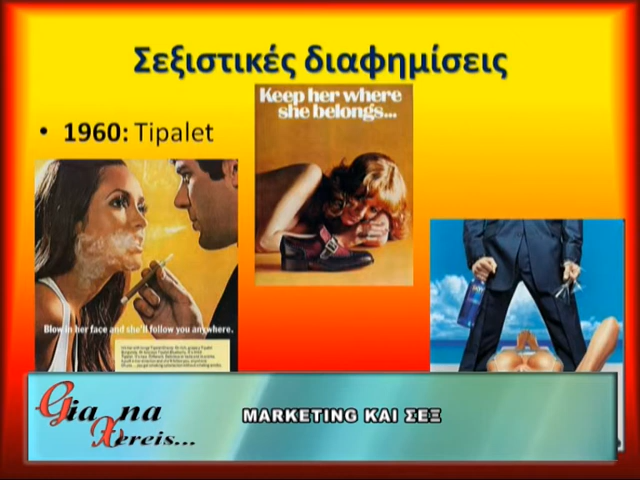 Σεξιστικές διαφημίσεις
• 1960: Tipalet
Keep her where
she belongs...
Blow in her face and she'll follow you anywhere.
Gia na
Xereis...
MARKETING ΚΑΙ ΣΕΞ